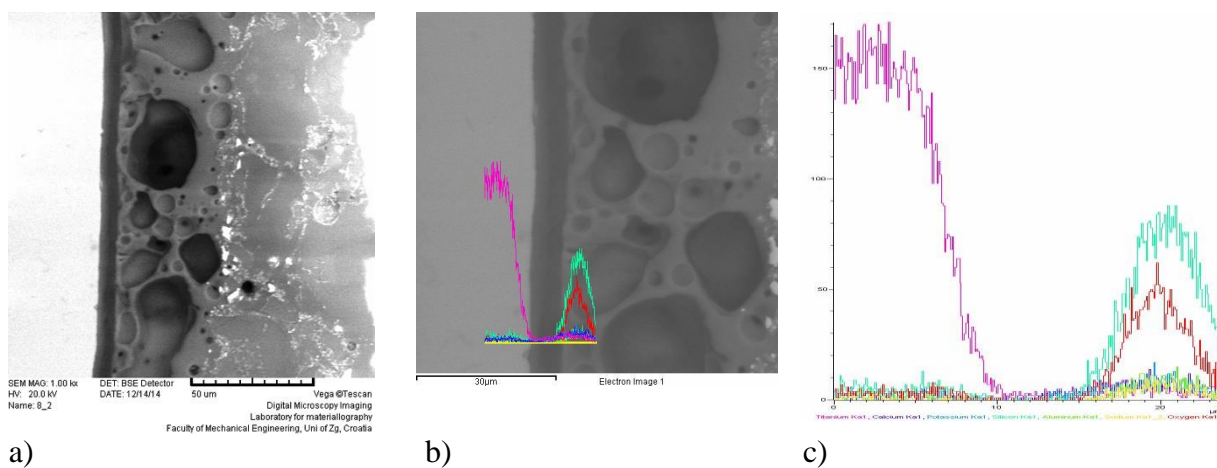 SEM MAG: 1.00 kx DET: BSE Detector
HV: 20.0 kV DATE: 12/14/14 50 um Vega ©Tescan
Name: 8_2 Digital Microscopy Imaging
Laboratory for materiallography
Faculty of Mechanical Engineering, Uni of Zg, Croatia
a)
30µm Electron Image 1
b)
150
100
50
0
10
20
Titanium Ka1, Calcium Ka1, Potassium Ka1, Silicon Ka1, Aluminum Ka1, Sodium Ka1_2, Oxygen Ka1
c)